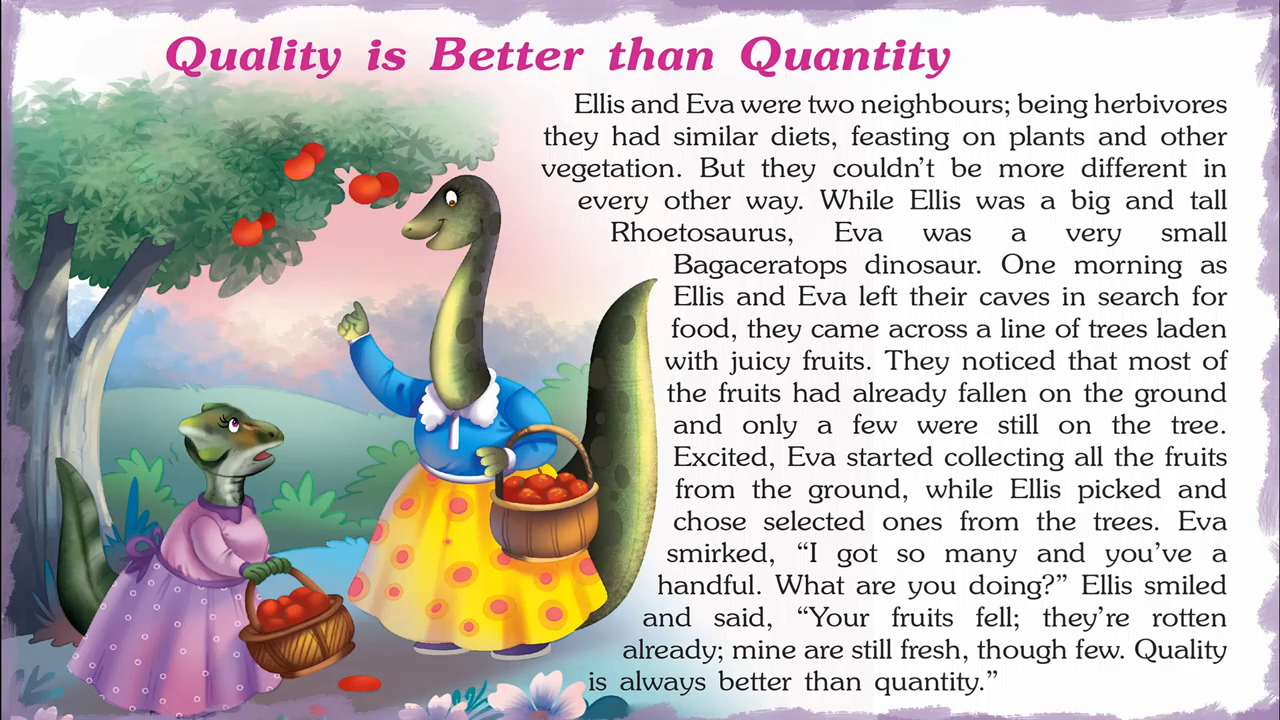 Quality is Better than Quantity
Ellis and Eva were two neighbours; being herbivores
they had similar diets, feasting on plants and other
vegetation. But they couldn't be more different in
every other way. While Ellis was a big and tall
Rhoetosaurus, Eva was a very small
Bagaceratops dinosaur. One morning as
Ellis and Eva left their caves in search for
food, they came across a line of trees laden
with juicy fruits. They noticed that most of
the fruits had already fallen on the ground
and only a few were still on the tree.
Excited, Eva started collecting all the fruits
from the ground, while Ellis picked and
chose selected ones from the trees. Eva
smirked, “I got so many and you've a
handful. What are you doing?” Ellis smiled
and said, “Your fruits fell; they're rotten
already; mine are still fresh, though few. Quality
is always better than quantity.”